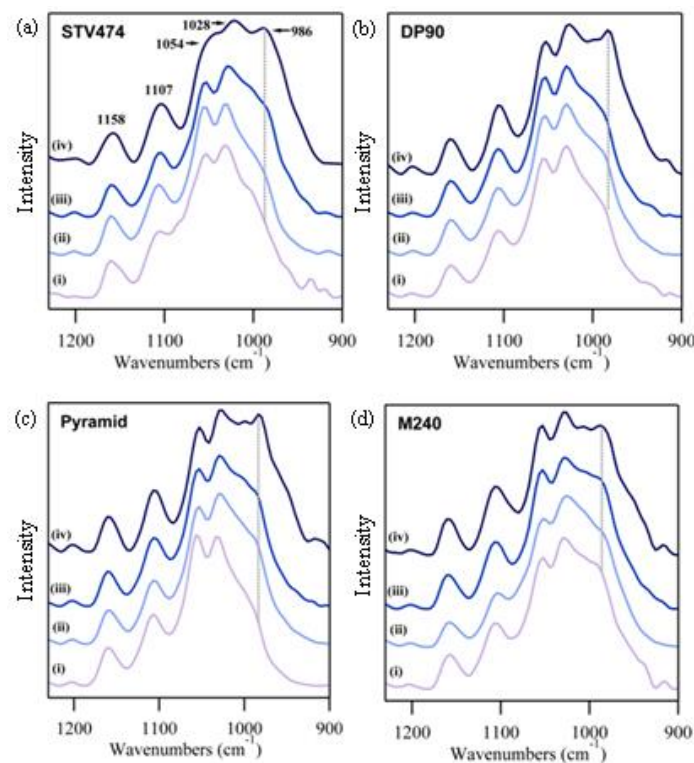 (a)
STV474
1028
986
1054
1107
1158
(iv)
(iii)
(ii)
(i)
Intensity
1200 1100 1000 900
Wavenumbers (cm-1)
(b)
DP90
(iv)
(iii)
(ii)
(i)
Intensity
1200 1100 1000 900
Wavenumbers (cm-1)
(c)
Pyramid
(iv)
(iii)
(ii)
(i)
Intensity
1200 1100 1000 900
Wavenumbers (cm-1)
(d)
M240
(iv)
(iii)
(ii)
(i)
Intensity
1200 1100 1000 900
Wavenumbers (cm-1)